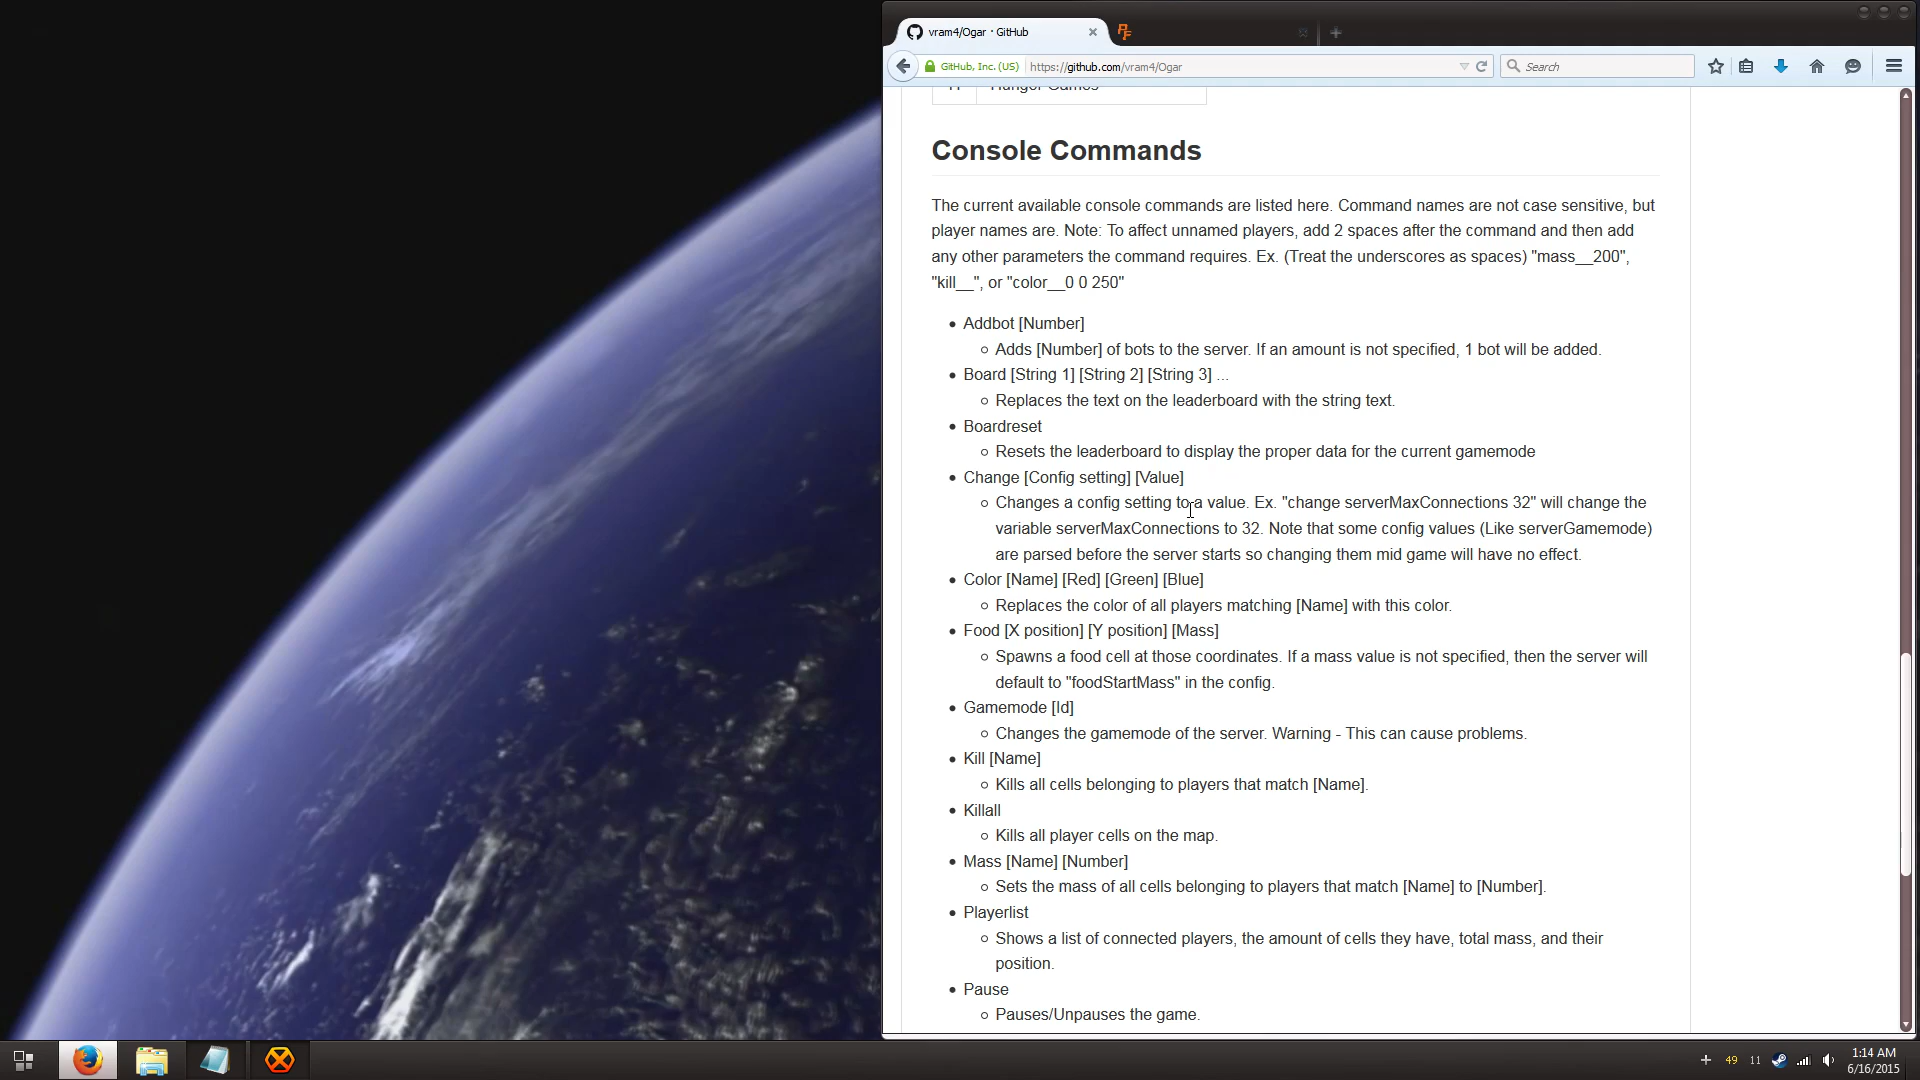 vram4/Ogar · GitHub
GitHub, Inc. (US)
https://github.com/vram4/Ogar
Search
Console Commands
The current available console commands are listed here. Command names are not case sensitive, but
player names are. Note: To affect unnamed players, add 2 spaces after the command and then add
any other parameters the command requires. Ex. (Treat the underscores as spaces) "mass__200",
"kill__", or "color__0 0 250"
• Addbot [Number]
○ Adds [Number] of bots to the server. If an amount is not specified, 1 bot will be added.
• Board [String 1] [String 2] [String 3] ...
○ Replaces the text on the leaderboard with the string text.
• Boardreset
○ Resets the leaderboard to display the proper data for the current gamemode
• Change [Config setting] [Value]
○ Changes a config setting to a value. Ex. "change serverMaxConnections 32" will change the
variable serverMaxConnections to 32. Note that some config values (Like serverGamemode)
are parsed before the server starts so changing them mid game will have no effect.
• Color [Name] [Red] [Green] [Blue]
○ Replaces the color of all players matching [Name] with this color.
• Food [X position] [Y position] [Mass]
○ Spawns a food cell at those coordinates. If a mass value is not specified, then the server will
default to "foodStartMass" in the config.
• Gamemode [Id]
○ Changes the gamemode of the server. Warning - This can cause problems.
• Kill [Name]
○ Kills all cells belonging to players that match [Name].
• Killall
○ Kills all player cells on the map.
• Mass [Name] [Number]
○ Sets the mass of all cells belonging to players that match [Name] to [Number].
• Playerlist
○ Shows a list of connected players, the amount of cells they have, total mass, and their
position.
• Pause
○ Pauses/Unpauses the game.
49
11
1:14 AM
6/16/2015